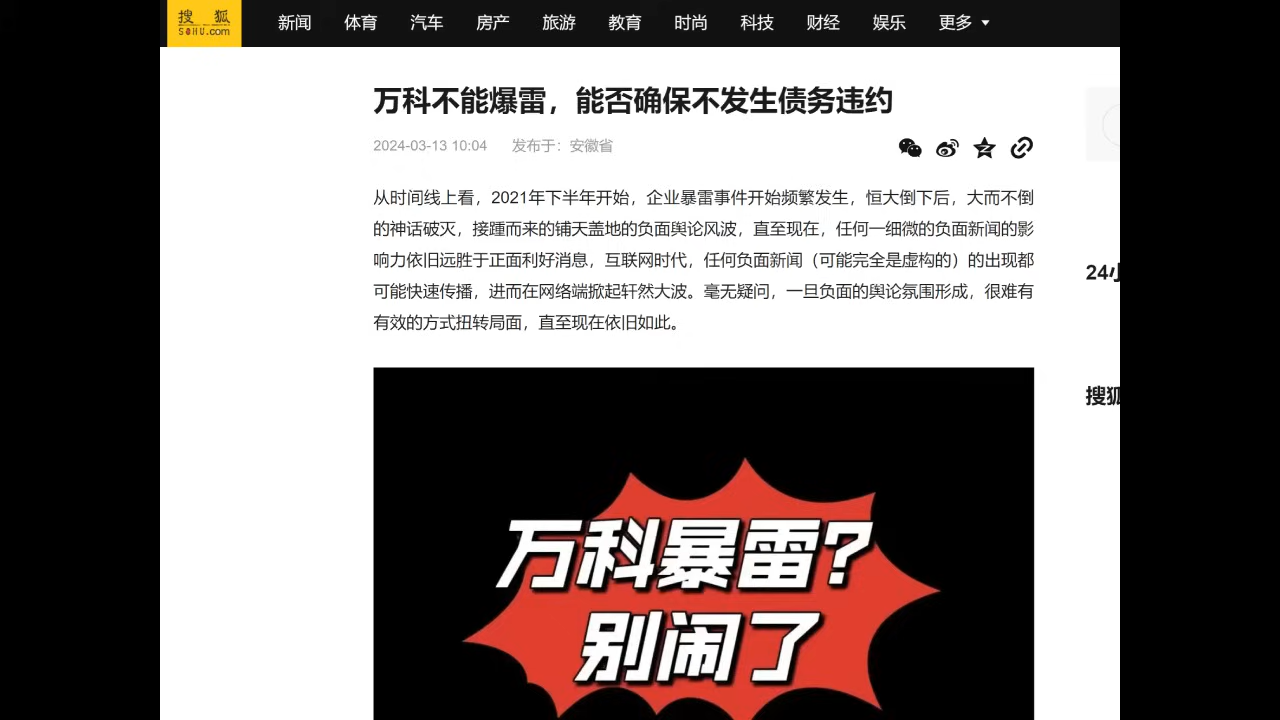 搜 狐
SOHU.com
新闻 体育 汽车 房产 旅游 教育 时尚 科技 财经 娱乐 更多
万科不能爆雷，能否确保不发生债务违约
2024-03-13 10:04 发布于：安徽省
从时间线上看，2021年下半年开始，企业暴雷事件开始频繁发生，恒大倒下后，大而不倒
的神话破灭，接踵而来的铺天盖地的负面舆论风波，直至现在，任何一细微的负面新闻的影
响力依旧远胜于正面利好消息，互联网时代，任何负面新闻（可能完全是虚构的）的出现都
可能快速传播，进而在网络端掀起轩然大波。毫无疑问，一旦负面的舆论氛围形成，很难有
有效的方式扭转局面，直至现在依旧如此。
24小
搜狐
万科暴雷？
别闹了